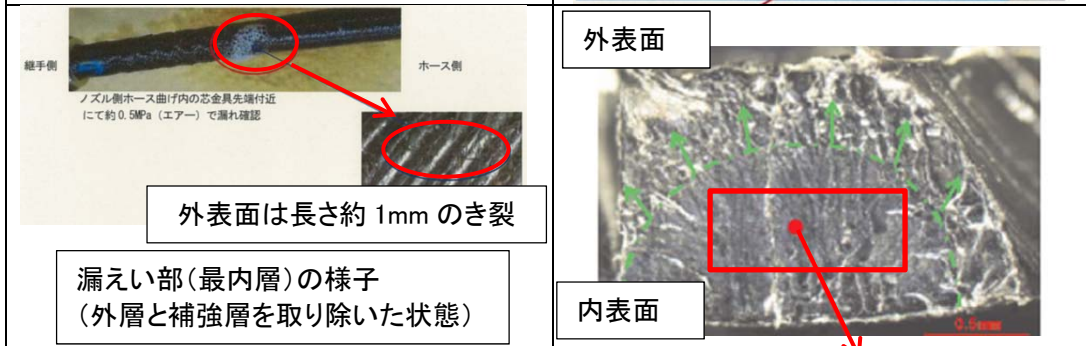 継手側
ホース側
ノズル側ホース曲げ内の芯金具先端付近
にて約0.5MPa（エアー）で漏れ確認
外表面は長さ約 1mm のき裂
漏えい部（最内層）の様子
（外層と補強層を取り除いた状態）
外表面
内表面
0.5mm